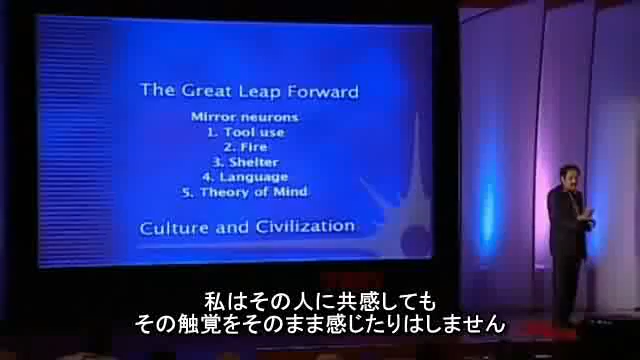 The Great Leap Forward
Mirror neurons
1. Tool use
2. Fire
3. Shelter
4. Language
5. Theory of Mind
Culture and Civilization
私はその人に共感しても
その触覚をそのまま感じたりはしません